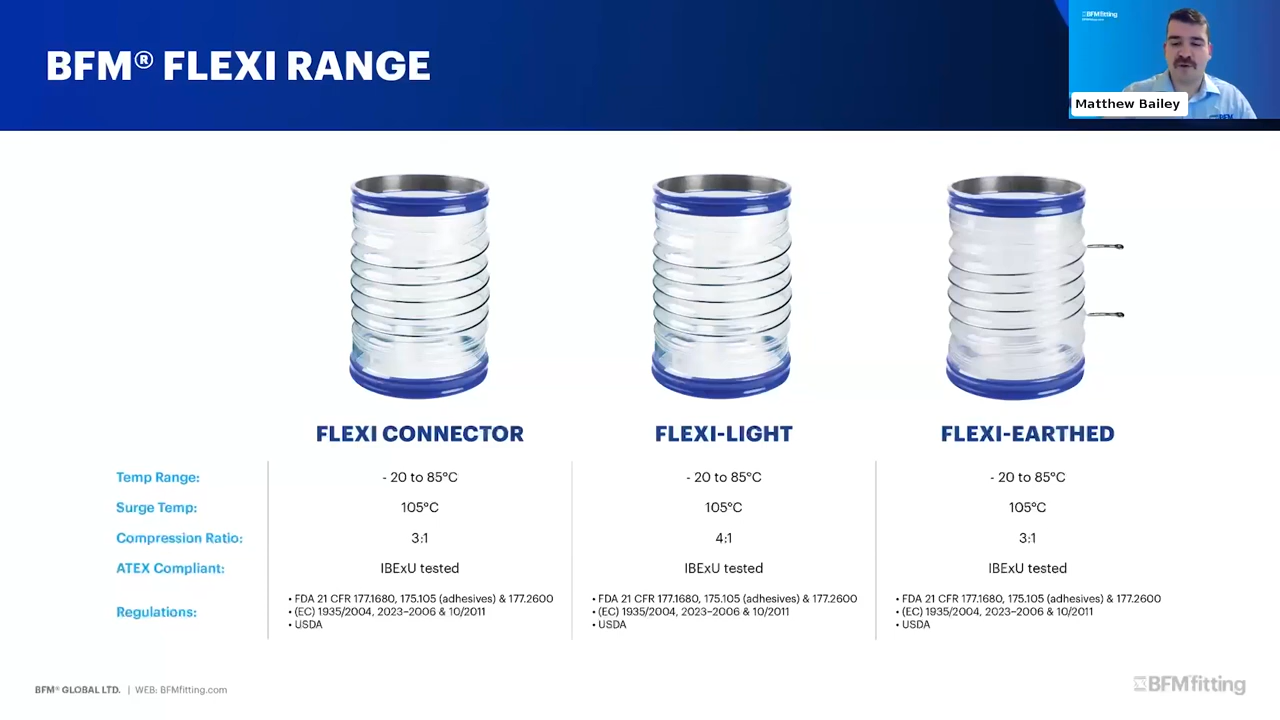 BFM® FLEXI RANGE
BFMfitting
Matthew Bailey
FLEXI CONNECTOR
FLEXI-LIGHT
FLEXI-EARTHED
Temp Range:
- 20 to 85°C
- 20 to 85°C
- 20 to 85°C
Surge Temp:
105°C
105°C
105°C
Compression Ratio:
3:1
4:1
3:1
ATEX Compliant:
IBExU tested
IBExU tested
IBExU tested
Regulations:
• FDA 21 CFR 177.1680, 175.105 (adhesives) & 177.2600
• (EC) 1935/2004, 2023–2006 & 10/2011
• USDA
• FDA 21 CFR 177.1680, 175.105 (adhesives) & 177.2600
• (EC) 1935/2004, 2023–2006 & 10/2011
• USDA
• FDA 21 CFR 177.1680, 175.105 (adhesives) & 177.2600
• (EC) 1935/2004, 2023–2006 & 10/2011
• USDA
BFM® GLOBAL LTD. | WEB: BFMfitting.com
BFMfitting